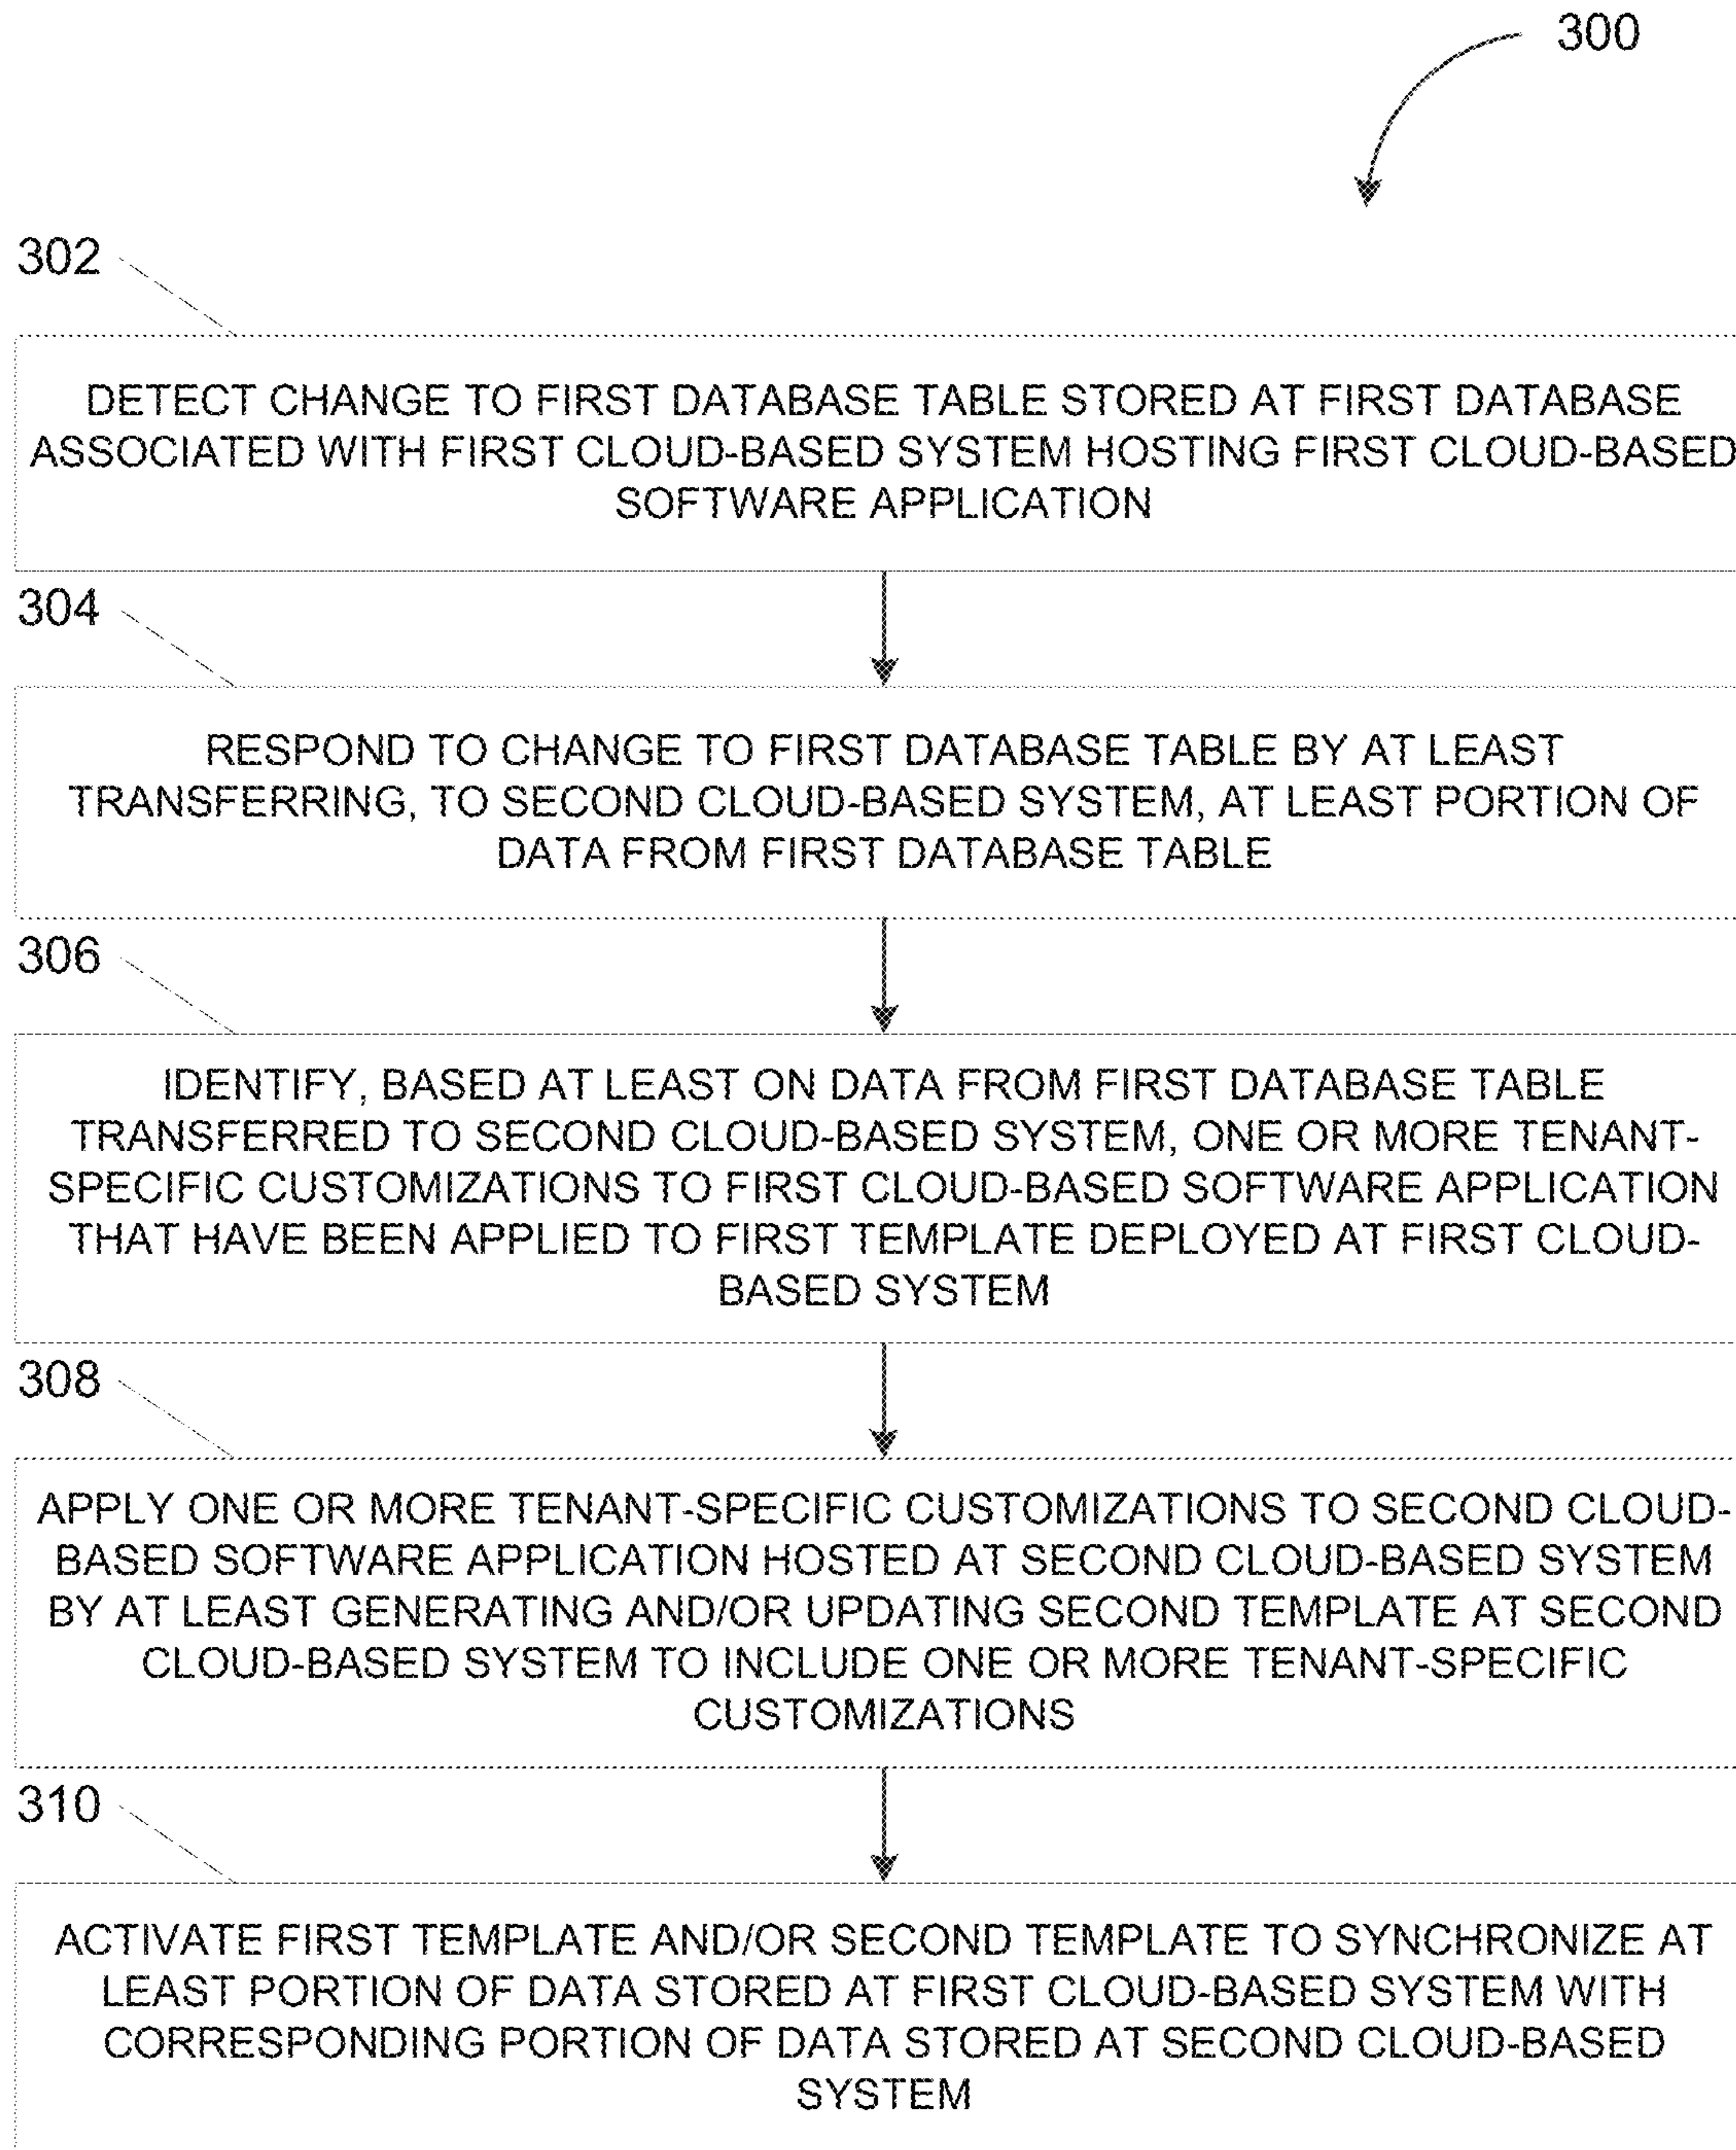 300
302
DETECT CHANGE TO FIRST DATABASE TABLE STORED AT FIRST DATABASE
ASSOCIATED WITH FIRST CLOUD-BASED SYSTEM HOSTING FIRST CLOUD-BASED
SOFTWARE APPLICATION
304
RESPOND TO CHANGE TO FIRST DATABASE TABLE BY AT LEAST
TRANSFERRING, TO SECOND CLOUD-BASED SYSTEM, AT LEAST PORTION OF
DATA FROM FIRST DATABASE TABLE
306
IDENTIFY, BASED AT LEAST ON DATA FROM FIRST DATABASE TABLE
TRANSFERRED TO SECOND CLOUD-BASED SYSTEM, ONE OR MORE TENANT-
SPECIFIC CUSTOMIZATIONS TO FIRST CLOUD-BASED SOFTWARE APPLICATION
THAT HAVE BEEN APPLIED TO FIRST TEMPLATE DEPLOYED AT FIRST CLOUD-
BASED SYSTEM
308
APPLY ONE OR MORE TENANT-SPECIFIC CUSTOMIZATIONS TO SECOND CLOUD-
BASED SOFTWARE APPLICATION HOSTED AT SECOND CLOUD-BASED SYSTEM
BY AT LEAST GENERATING AND/OR UPDATING SECOND TEMPLATE AT SECOND
CLOUD-BASED SYSTEM TO INCLUDE ONE OR MORE TENANT-SPECIFIC
CUSTOMIZATIONS
310
ACTIVATE FIRST TEMPLATE AND/OR SECOND TEMPLATE TO SYNCHRONIZE AT
LEAST PORTION OF DATA STORED AT FIRST CLOUD-BASED SYSTEM WITH
CORRESPONDING PORTION OF DATA STORED AT SECOND CLOUD-BASED
SYSTEM